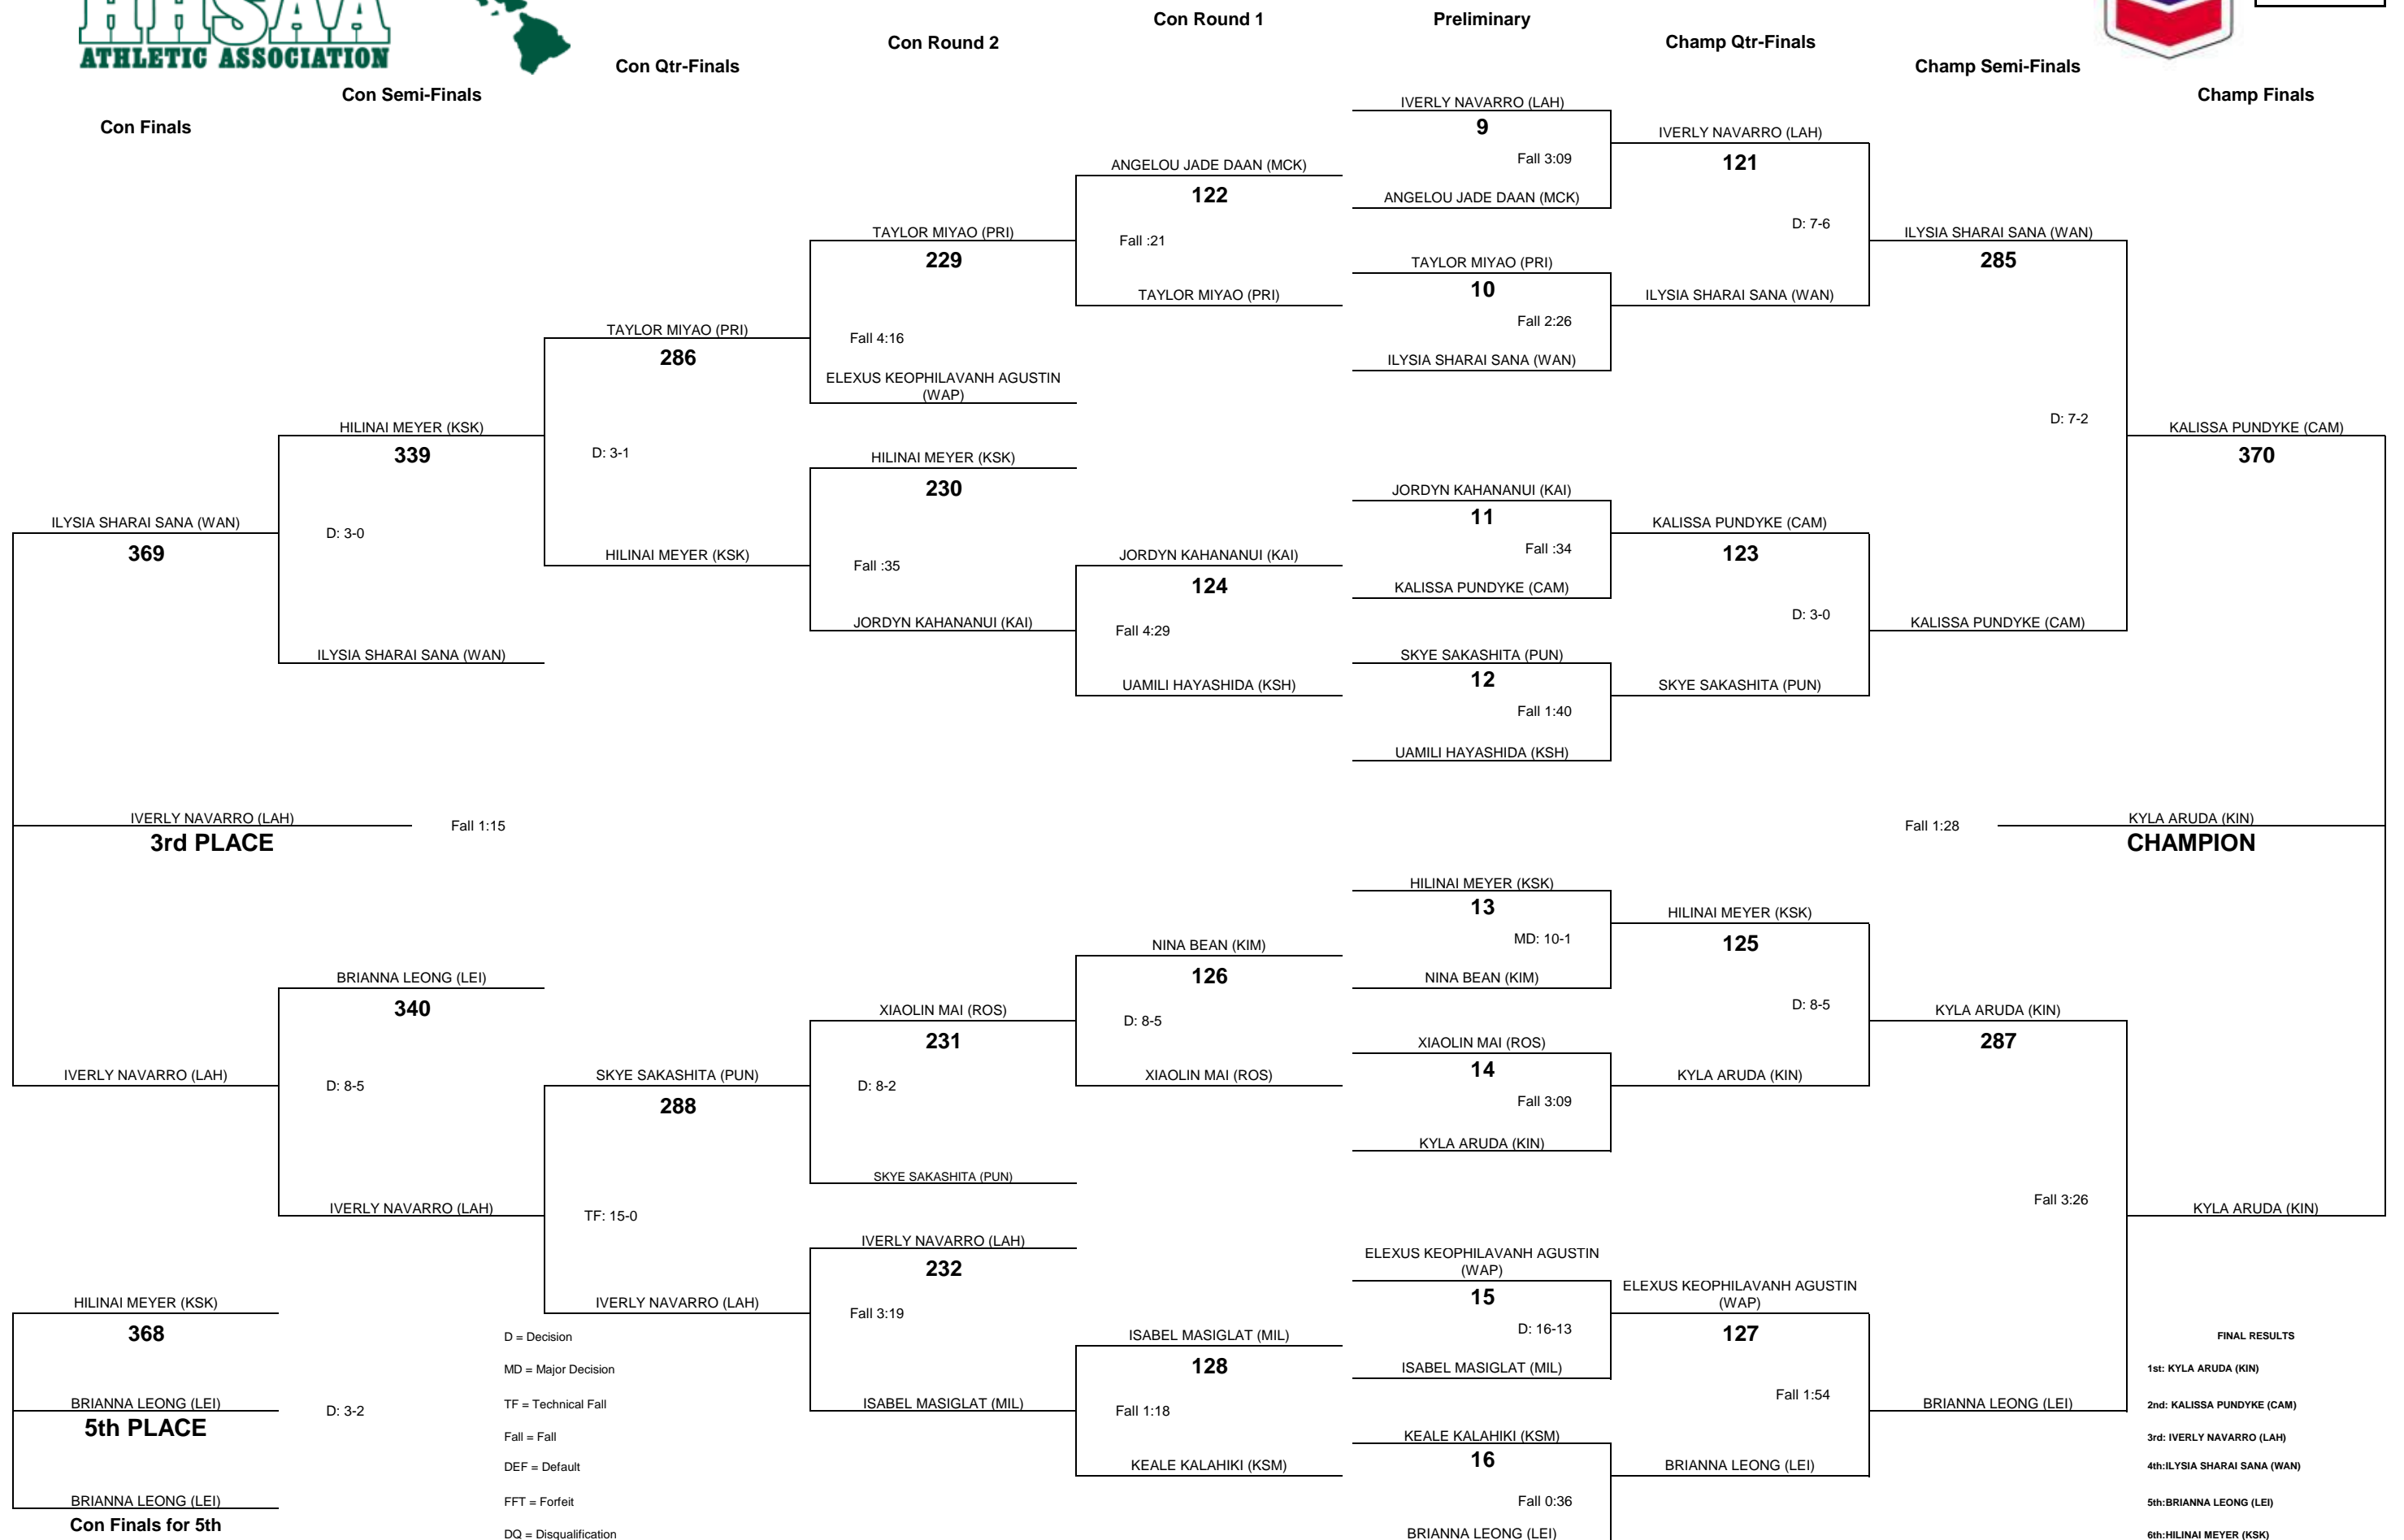 HHSAA
ATHLETIC ASSOCIATION
Con Finals
Con Semi-Finals
Con Qtr-Finals
Con Round 2
Con Round 1
Preliminary
Champ Qtr-Finals
Champ Semi-Finals
Champ Finals
IVERLY NAVARRO (LAH)
9
Fall 3:09
ANGELOU JADE DAAN (MCK)
IVERLY NAVARRO (LAH)
121
D: 7-6
ANGELOU JADE DAAN (MCK)
122
Fall :21
TAYLOR MIYAO (PRI)
TAYLOR MIYAO (PRI)
229
Fall 4:16
ELEXUS KEOPHILAVANH AGUSTIN
(WAP)
TAYLOR MIYAO (PRI)
10
Fall 2:26
ILYSIA SHARAI SANA (WAN)
ILYSIA SHARAI SANA (WAN)
ILYSIA SHARAI SANA (WAN)
285
D: 7-2
TAYLOR MIYAO (PRI)
286
D: 3-1
HILINAI MEYER (KSK)
HILINAI MEYER (KSK)
339
D: 3-0
ILYSIA SHARAI SANA (WAN)
HILINAI MEYER (KSK)
230
Fall :35
JORDYN KAHANANUI (KAI)
KALISSA PUNDYKE (CAM)
370
JORDYN KAHANANUI (KAI)
11
Fall :34
KALISSA PUNDYKE (CAM)
KALISSA PUNDYKE (CAM)
123
D: 3-0
SKYE SAKASHITA (PUN)
ILYSIA SHARAI SANA (WAN)
369
JORDYN KAHANANUI (KAI)
124
Fall 4:29
UAMILI HAYASHIDA (KSH)
KALISSA PUNDYKE (CAM)
SKYE SAKASHITA (PUN)
12
Fall 1:40
UAMILI HAYASHIDA (KSH)
IVERLY NAVARRO (LAH)
3rd PLACE
Fall 1:15
Fall 1:28
KYLA ARUDA (KIN)
CHAMPION
HILINAI MEYER (KSK)
13
MD: 10-1
NINA BEAN (KIM)
HILINAI MEYER (KSK)
125
D: 8-5
KYLA ARUDA (KIN)
NINA BEAN (KIM)
126
D: 8-5
XIAOLIN MAI (ROS)
BRIANNA LEONG (LEI)
340
D: 8-5
IVERLY NAVARRO (LAH)
XIAOLIN MAI (ROS)
231
D: 8-2
SKYE SAKASHITA (PUN)
KYLA ARUDA (KIN)
287
Fall 3:26
XIAOLIN MAI (ROS)
14
Fall 3:09
KYLA ARUDA (KIN)
IVERLY NAVARRO (LAH)
SKYE SAKASHITA (PUN)
288
TF: 15-0
IVERLY NAVARRO (LAH)
KYLA ARUDA (KIN)
IVERLY NAVARRO (LAH)
232
Fall 3:19
ISABEL MASIGLAT (MIL)
ELEXUS KEOPHILAVANH AGUSTIN
(WAP)
15
D: 16-13
ISABEL MASIGLAT (MIL)
ELEXUS KEOPHILAVANH AGUSTIN
(WAP)
127
Fall 1:54
BRIANNA LEONG (LEI)
ISABEL MASIGLAT (MIL)
128
Fall 1:18
KEALE KALAHIKI (KSM)
BRIANNA LEONG (LEI)
KEALE KALAHIKI (KSM)
16
Fall 0:36
BRIANNA LEONG (LEI)
HILINAI MEYER (KSK)
368
BRIANNA LEONG (LEI)
5th PLACE
D: 3-2
BRIANNA LEONG (LEI)
Con Finals for 5th
D = Decision
MD = Major Decision
TF = Technical Fall
Fall = Fall
DEF = Default
FFT = Forfeit
DQ = Disqualification
FINAL RESULTS
1st: KYLA ARUDA (KIN)
2nd: KALISSA PUNDYKE (CAM)
3rd: IVERLY NAVARRO (LAH)
4th:ILYSIA SHARAI SANA (WAN)
5th:BRIANNA LEONG (LEI)
6th:HILINAI MEYER (KSK)